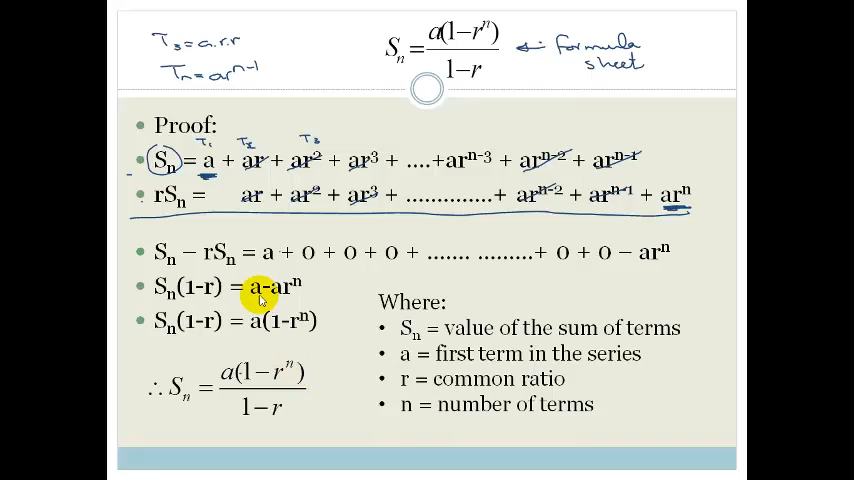 T₃ = a.r.r
Tₙ = arⁿ⁻¹
Sₙ = a(1−rⁿ) / 1−r
← formula sheet
• Proof:
T₁ T₂ T₃
• Sₙ = a + ar + ar² + ar³ + ....+arⁿ⁻³ + arⁿ⁻² + arⁿ⁻¹
• rSₙ = ar + ar² + ar³ + ..............+ arⁿ⁻² + arⁿ⁻¹ + arⁿ
• Sₙ − rSₙ = a + 0 + 0 + 0 + ....... .........+ 0 + 0 − arⁿ
• Sₙ(1-r) = a-arⁿ
• Sₙ(1-r) = a(1-rⁿ)
∴ Sₙ = a(1−rⁿ) / 1−r
Where:
• Sₙ = value of the sum of terms
• a = first term in the series
• r = common ratio
• n = number of terms